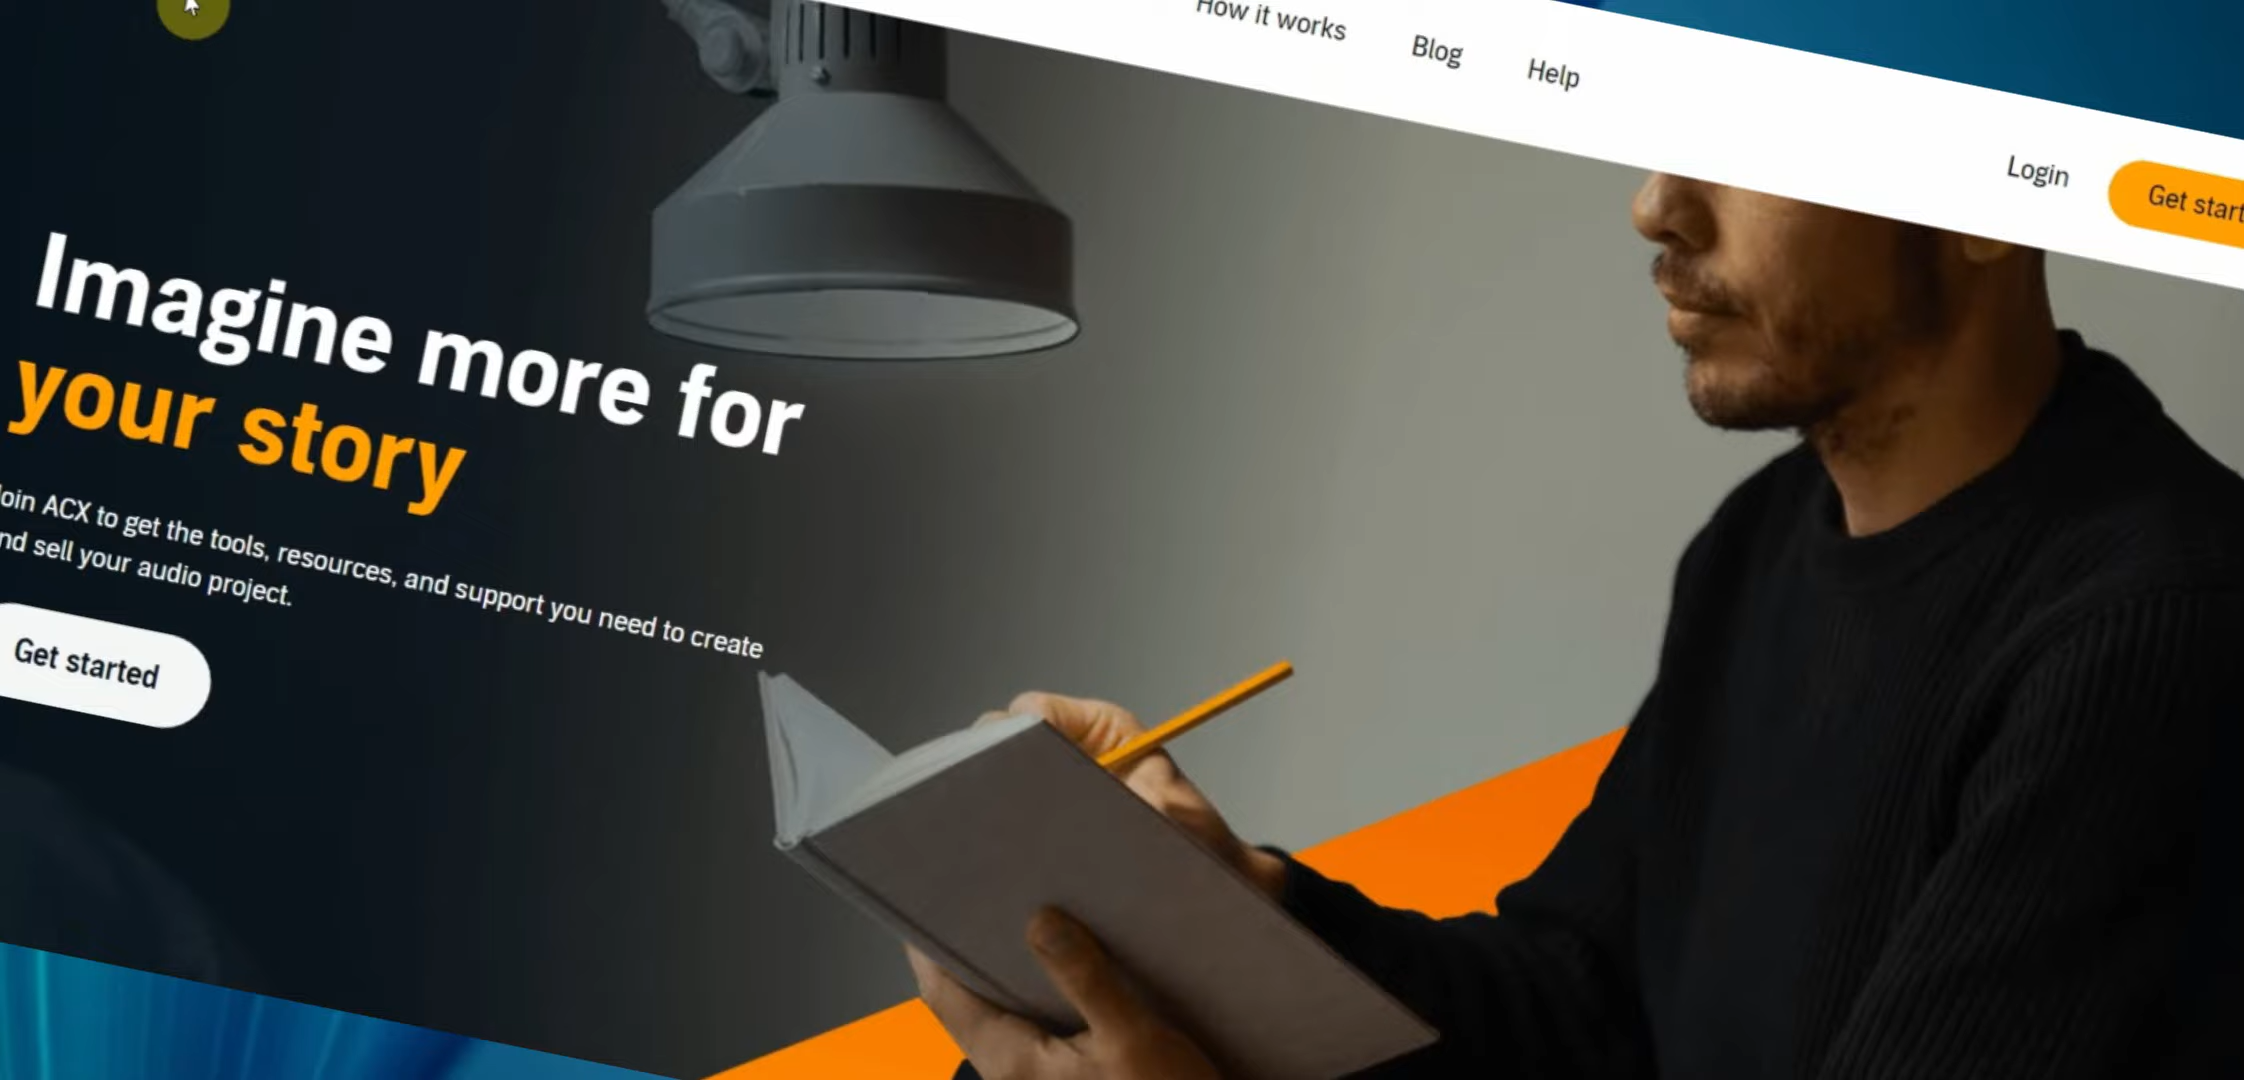 How it works
Blog
Help
Login
Get start
Imagine more for
your story
oin ACX to get the tools, resources, and support you need to create
nd sell your audio project.
Get started